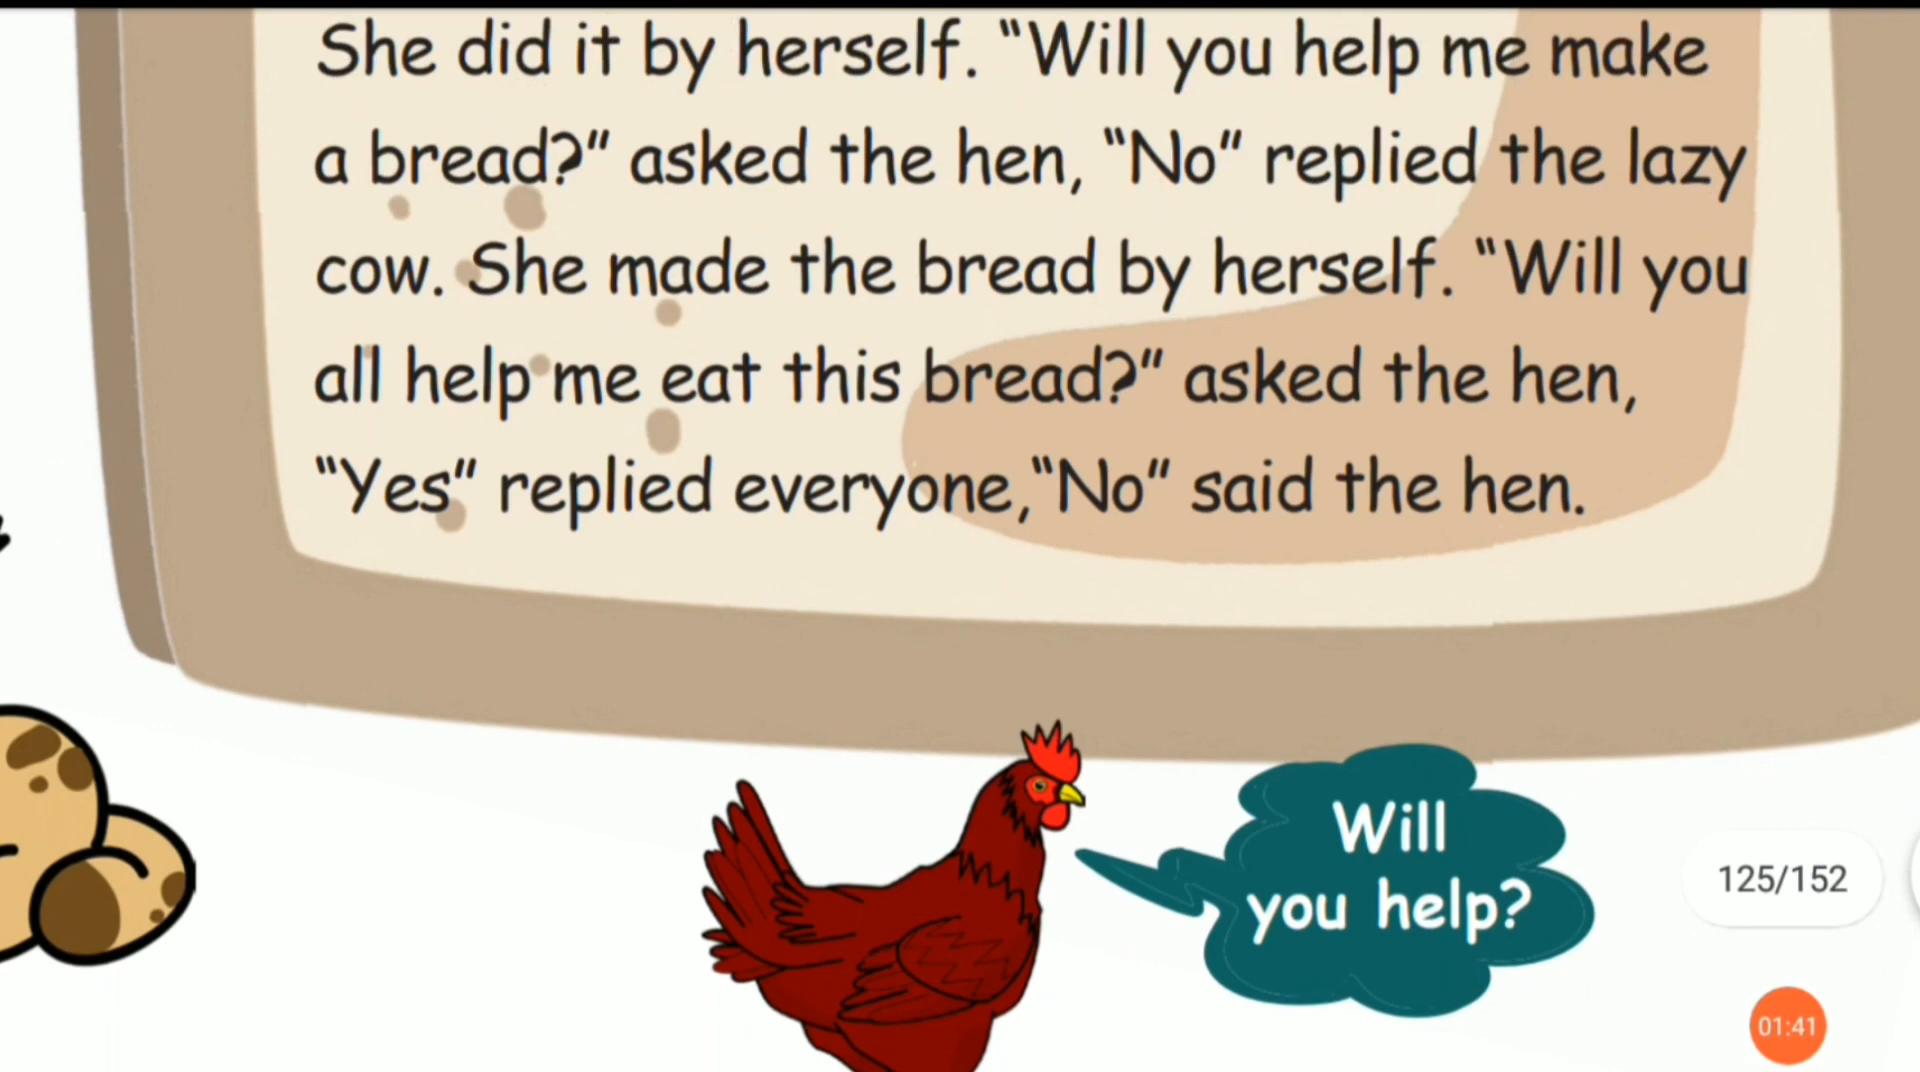 She did it by herself. “Will you help me make
a bread?” asked the hen, “No” replied the lazy
cow. She made the bread by herself. “Will you
all help me eat this bread?” asked the hen,
“Yes” replied everyone,“No” said the hen.
Will
you help?
125/152
01:41